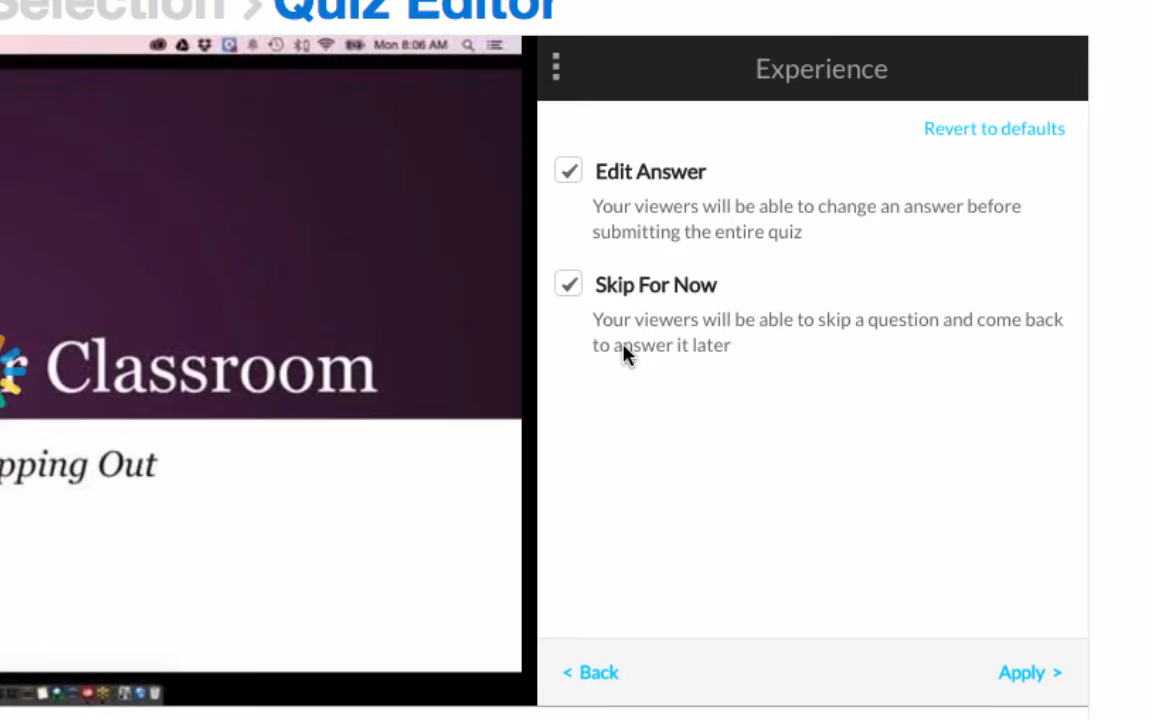 Selection > Quiz Editor
Mon 8:06 AM
Experience
Revert to defaults
Edit Answer
Your viewers will be able to change an answer before
submitting the entire quiz
Skip For Now
Your viewers will be able to skip a question and come back
to answer it later
r Classroom
pping Out
< Back
Apply >